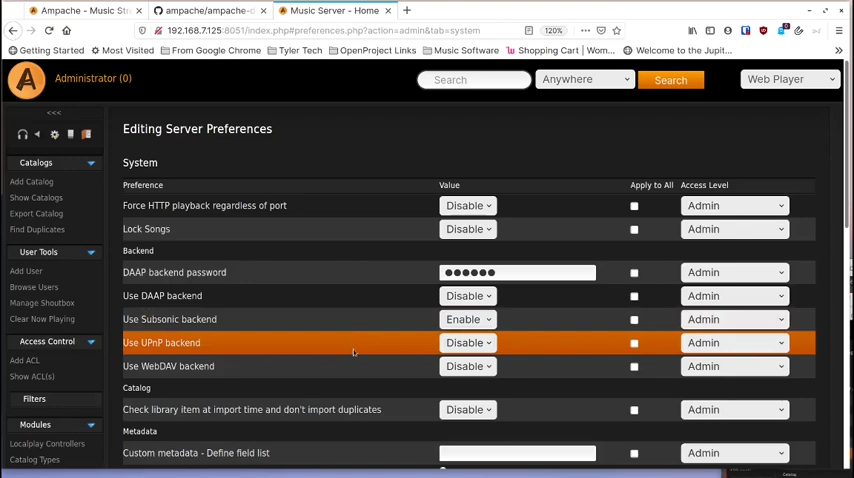 Ampache - Music Str
ampache/ampache-d
Music Server - Home
192.168.7.125:8051/index.php#preferences.php?action=admin&tab=system
120%
Getting Started
Most Visited
From Google Chrome
Tyler Tech
OpenProject Links
Music Software
Shopping Cart | Wom...
Welcome to the Jupit...
Administrator (0)
Search
Anywhere
Search
Web Player
<<<
Catalogs
Add Catalog
Show Catalogs
Export Catalog
Find Duplicates
User Tools
Add User
Browse Users
Manage Shoutbox
Clear Now Playing
Access Control
Add ACL
Show ACL(s)
Filters
Modules
Localplay Controllers
Catalog Types
Editing Server Preferences
System
Preference Value Apply to All Access Level
Force HTTP playback regardless of port Disable Admin
Lock Songs Disable Admin
Backend
DAAP backend password ●●●●●● Admin
Use DAAP backend Disable Admin
Use Subsonic backend Enable Admin
Use UPnP backend Disable Admin
Use WebDAV backend Disable Admin
Catalog
Check library item at import time and don't import duplicates Disable Admin
Metadata
Custom metadata - Define field list Admin
Catalog